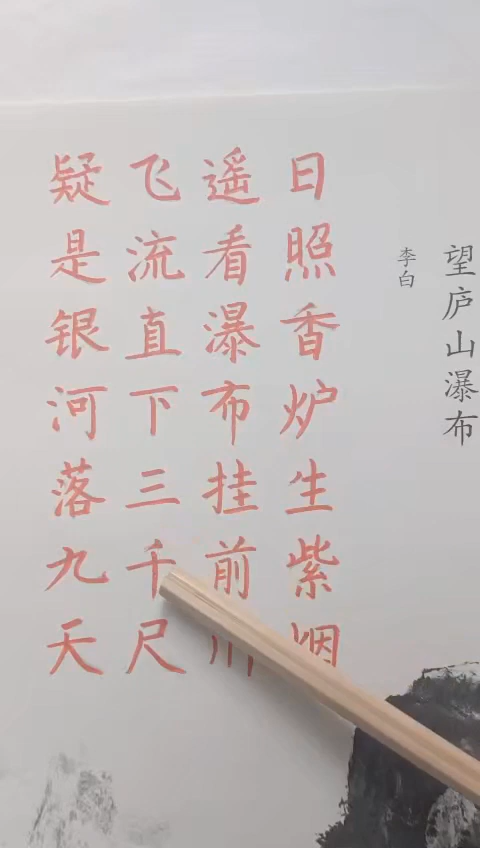 望庐山瀑布
李白
日照香炉生紫烟
遥看瀑布挂前川
飞流直下三千尺
疑是银河落九天